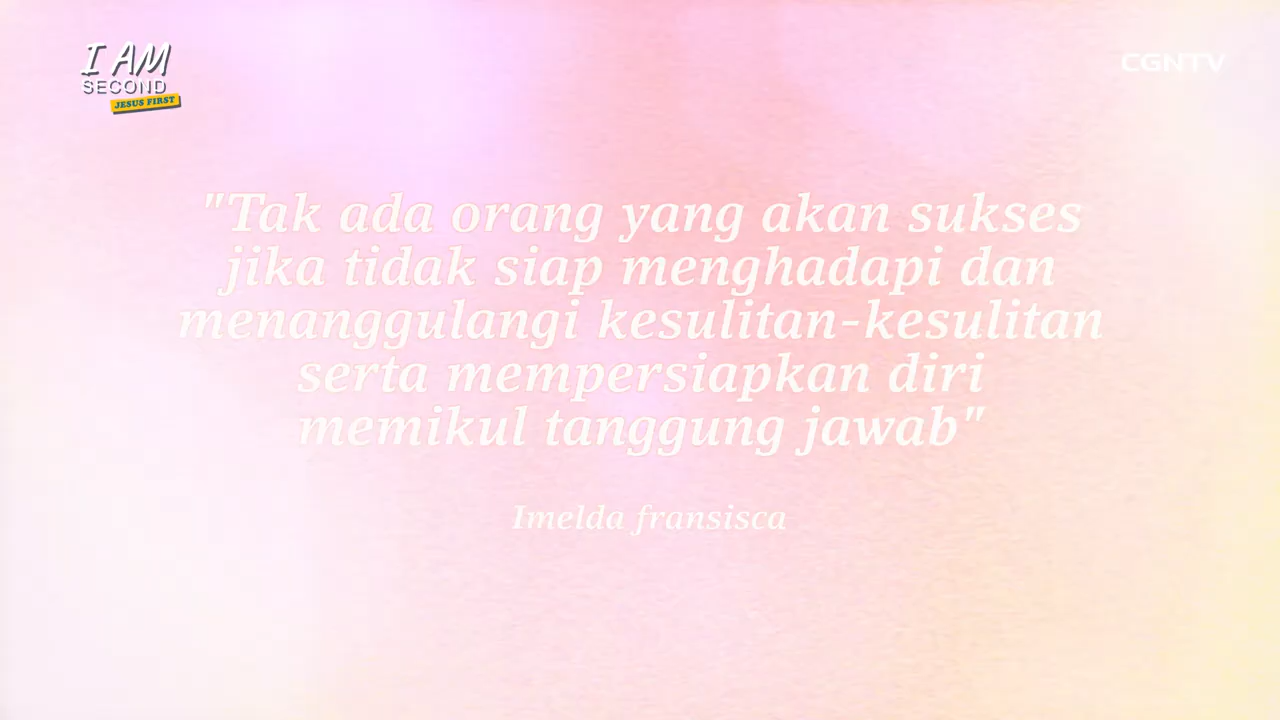 I AM
SECOND
JESUS FIRST
CGNTV
"Tak ada orang yang akan sukses
jika tidak siap menghadapi dan
menanggulangi kesulitan-kesulitan
serta mempersiapkan diri
memikul tanggung jawab"
Imelda fransisca